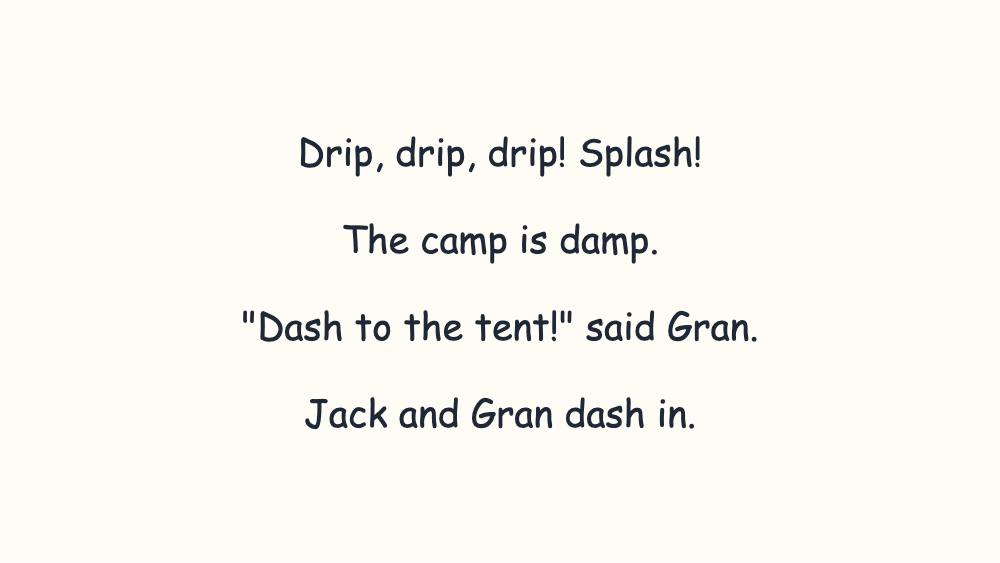 Drip, drip, drip! Splash!
The camp is damp.
"Dash to the tent!" said Gran.
Jack and Gran dash in.